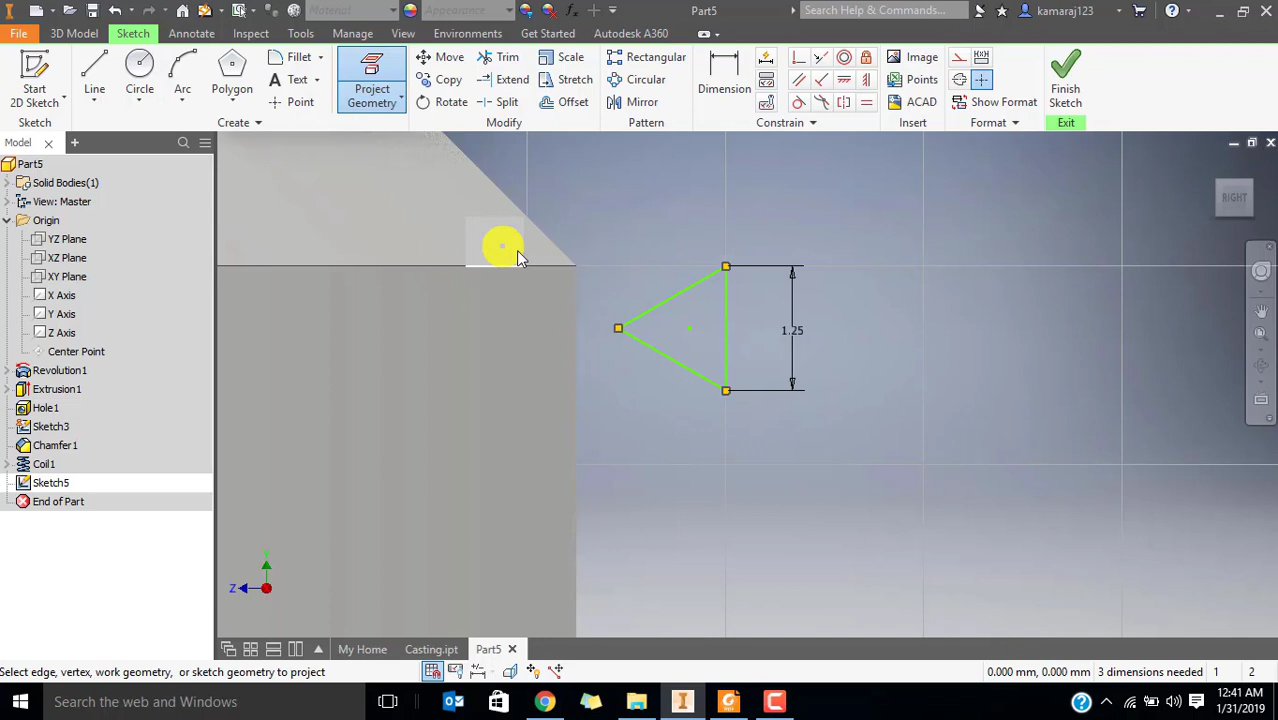 Material
Appearance
Part5
Search Help & Commands...
kamaraj123
File
3D Model
Sketch
Annotate
Inspect
Tools
Manage
View
Environments
Get Started
Autodesk A360
Start
2D Sketch
Line
Circle
Arc
Polygon
Fillet
Text
Point
Project
Geometry
Move
Copy
Rotate
Trim
Extend
Split
Scale
Stretch
Offset
Rectangular
Circular
Mirror
Dimension
Image
Points
ACAD
Show Format
Finish
Sketch
Sketch
Create
Modify
Pattern
Constrain
Insert
Format
Exit
Model
Part5
Solid Bodies(1)
View: Master
Origin
YZ Plane
XZ Plane
XY Plane
X Axis
Y Axis
Z Axis
Center Point
Revolution1
Extrusion1
Hole1
Sketch3
Chamfer1
Coil1
Sketch5
End of Part
RIGHT
1.25
Y
Z
My Home
Casting.ipt
Part5
Select edge, vertex, work geometry, or sketch geometry to project
0.000 mm, 0.000 mm
3 dimensions needed
1
2
Search the web and Windows
12:41 AM
1/31/2019